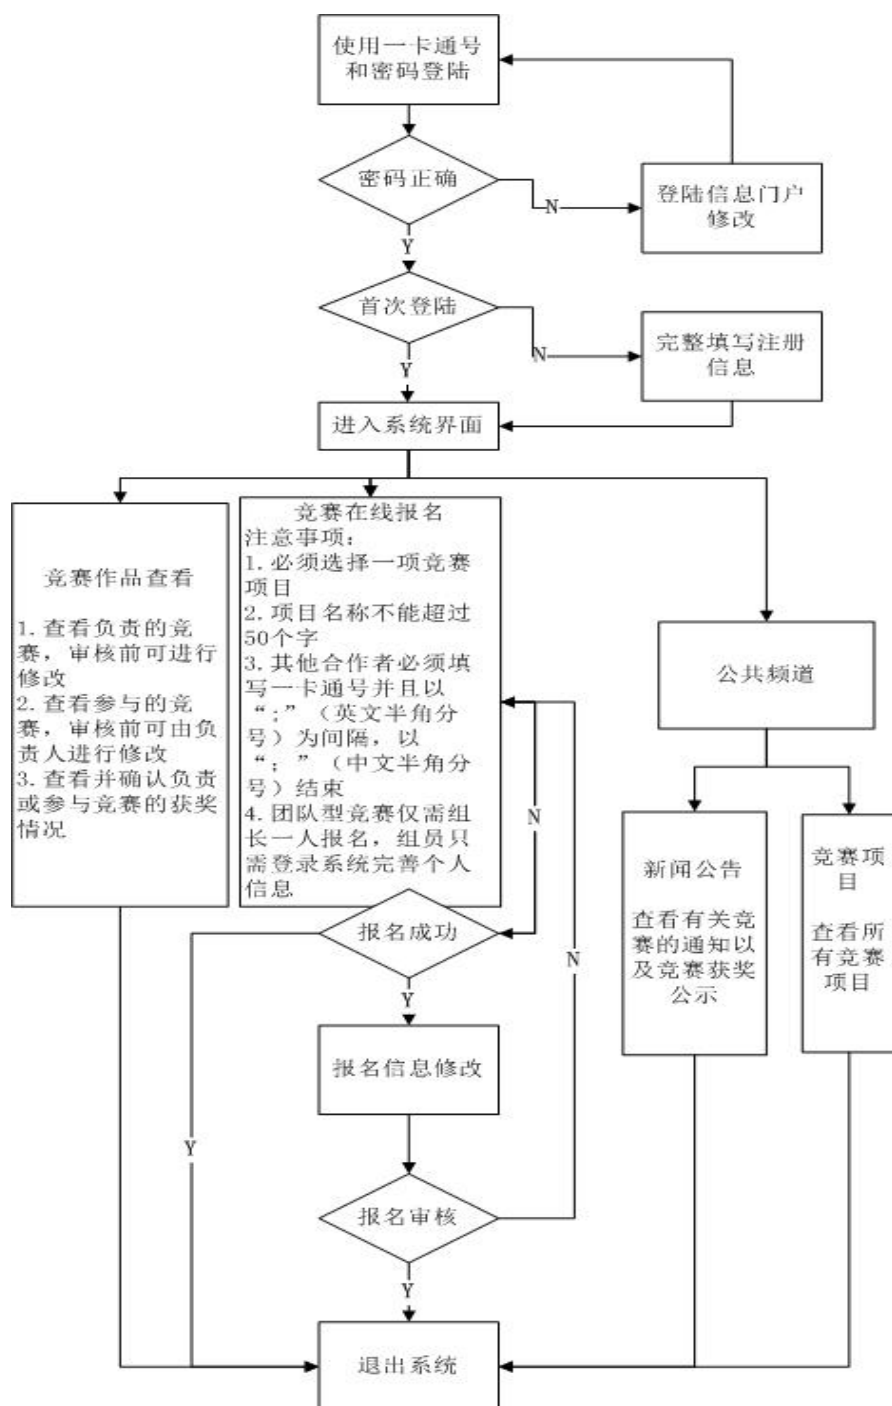 使用一卡通号
和密码登陆
密码正确
N
登陆信息门户
修改
Y
首次登陆
N
完整填写注册
信息
Y
进入系统界面
竞赛作品查看
1.查看负责的竞
赛，审核前可进行
修改
2.查看参与的竞
赛，审核前可由负
责人进行修改
3.查看并确认负责
或参与竞赛的获奖
情况
竞赛在线报名
注意事项：
1.必须选择一项竞赛
项目
2.项目名称不能超过
50个字
3.其他合作者必须填
写一卡通号并且以
“;”（英文半角分
号）为间隔，以
“；”（中文半角分
号）结束
4.团队型竞赛仅需组
长一人报名，组员只
需登录系统完善个人
信息
公共频道
新闻公告
查看有关竞
赛的通知以
及竞赛获奖
公示
竞赛项
目
查看所
有竞赛
项目
N
报名成功
N
Y
报名信息修改
Y
报名审核
Y
退出系统